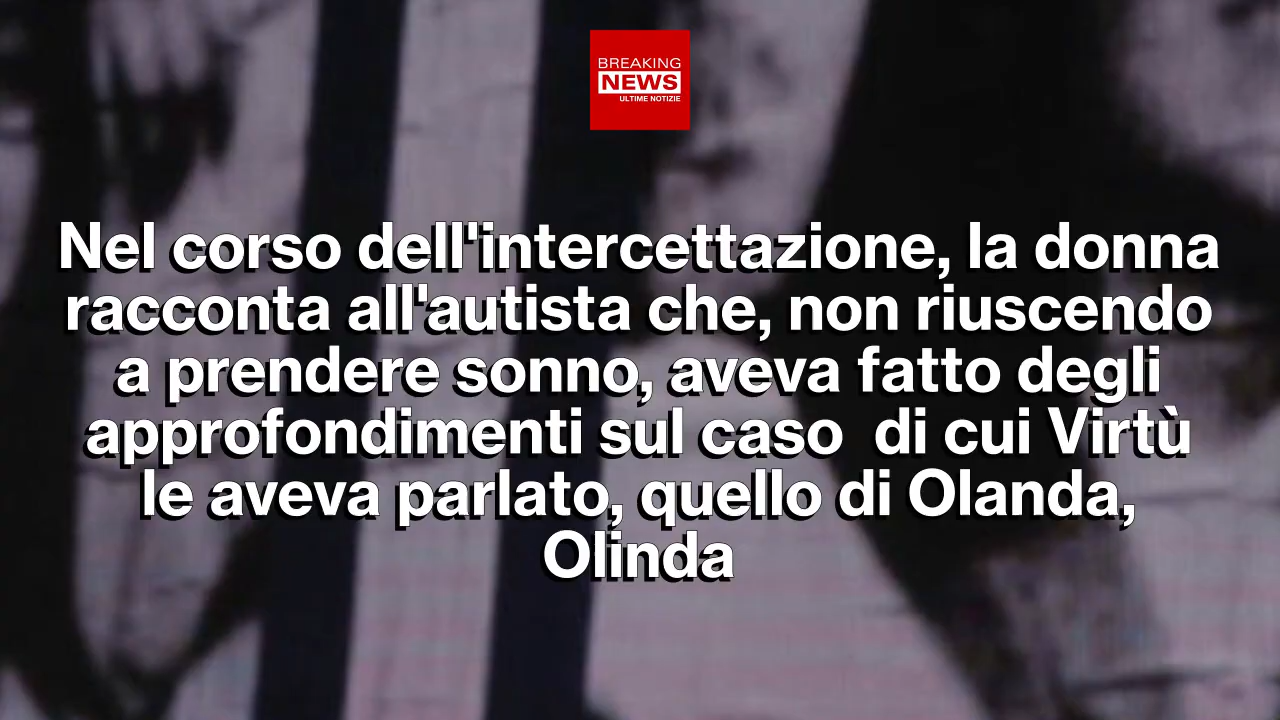 BREAKING
NEWS
ULTIME NOTIZIE
Nel corso dell'intercettazione, la donna
racconta all'autista che, non riuscendo
a prendere sonno, aveva fatto degli
approfondimenti sul caso  di cui Virtù
le aveva parlato, quello di Olanda,
Olinda